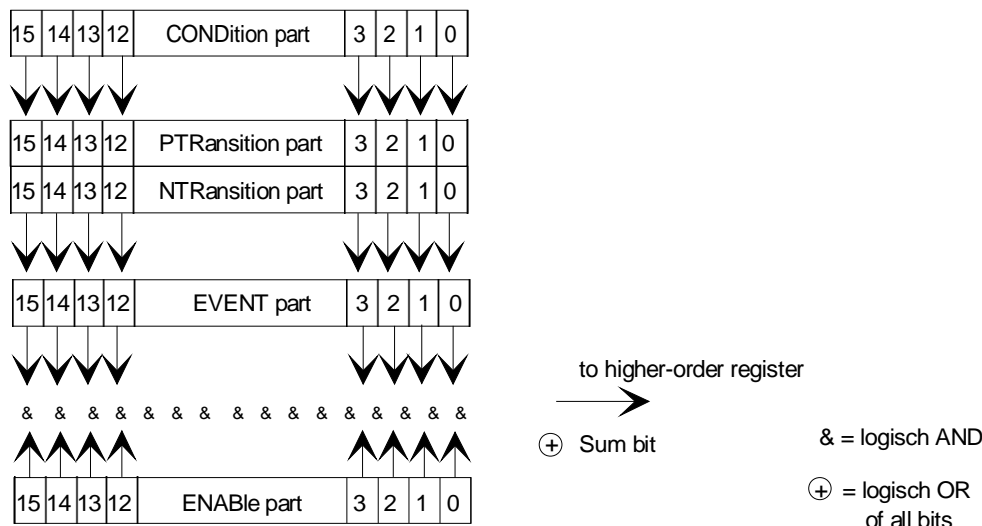 15 14 13 12 CONDition part 3 2 1 0
15 14 13 12 PTRansition part 3 2 1 0
15 14 13 12 NTRansition part 3 2 1 0
15 14 13 12 EVENT part 3 2 1 0
to higher-order register
& & & & & & & & & & & & & & & &
+ Sum bit
& = logisch AND
15 14 13 12 ENABle part 3 2 1 0
+ = logisch OR
of all bits